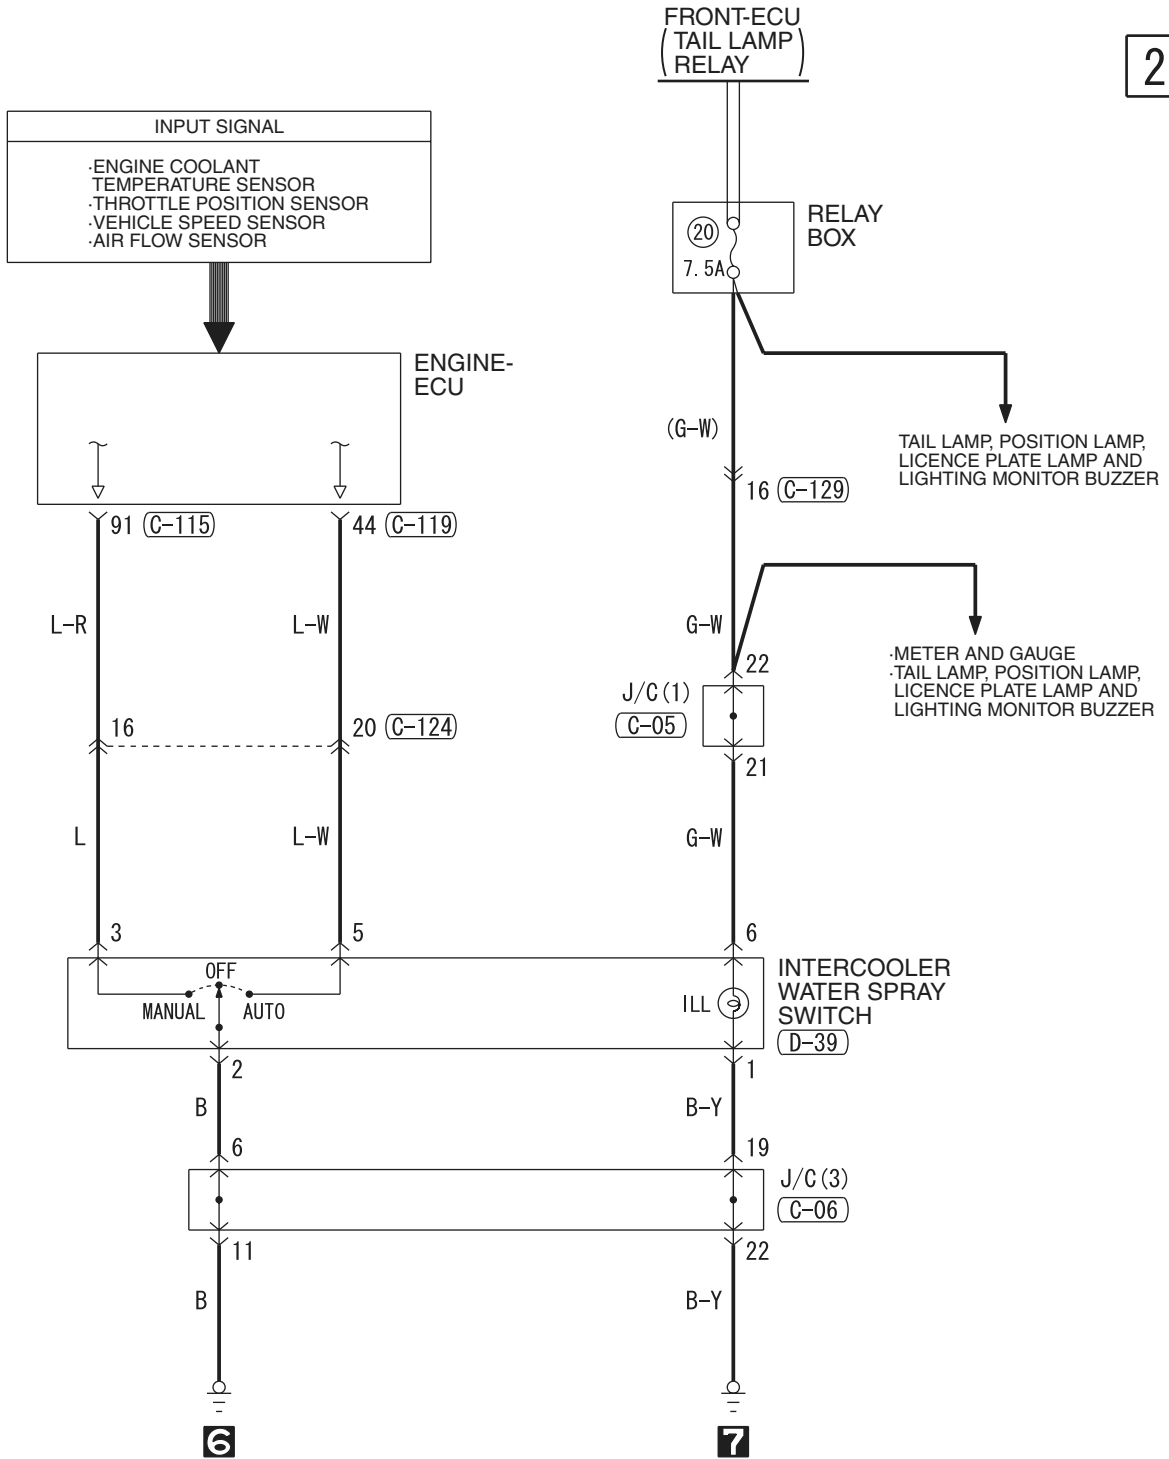 FRONT-ECU
(TAIL LAMP
RELAY)
2
INPUT SIGNAL
·ENGINE COOLANT
TEMPERATURE SENSOR
·THROTTLE POSITION SENSOR
·VEHICLE SPEED SENSOR
·AIR FLOW SENSOR
20
7.5A
RELAY
BOX
ENGINE-
ECU
(G-W)
TAIL LAMP, POSITION LAMP,
LICENCE PLATE LAMP AND
LIGHTING MONITOR BUZZER
16 C-129
91 C-115
44 C-119
L-R
L-W
G-W
·METER AND GAUGE
·TAIL LAMP, POSITION LAMP,
LICENCE PLATE LAMP AND
LIGHTING MONITOR BUZZER
22
J/C(1)
C-05
16
20 C-124
21
L
L-W
G-W
3
5
6
OFF
MANUAL
AUTO
ILL
INTERCOOLER
WATER SPRAY
SWITCH
D-39
2
1
B
B-Y
6
19
J/C(3)
C-06
11
22
B
B-Y
6
7